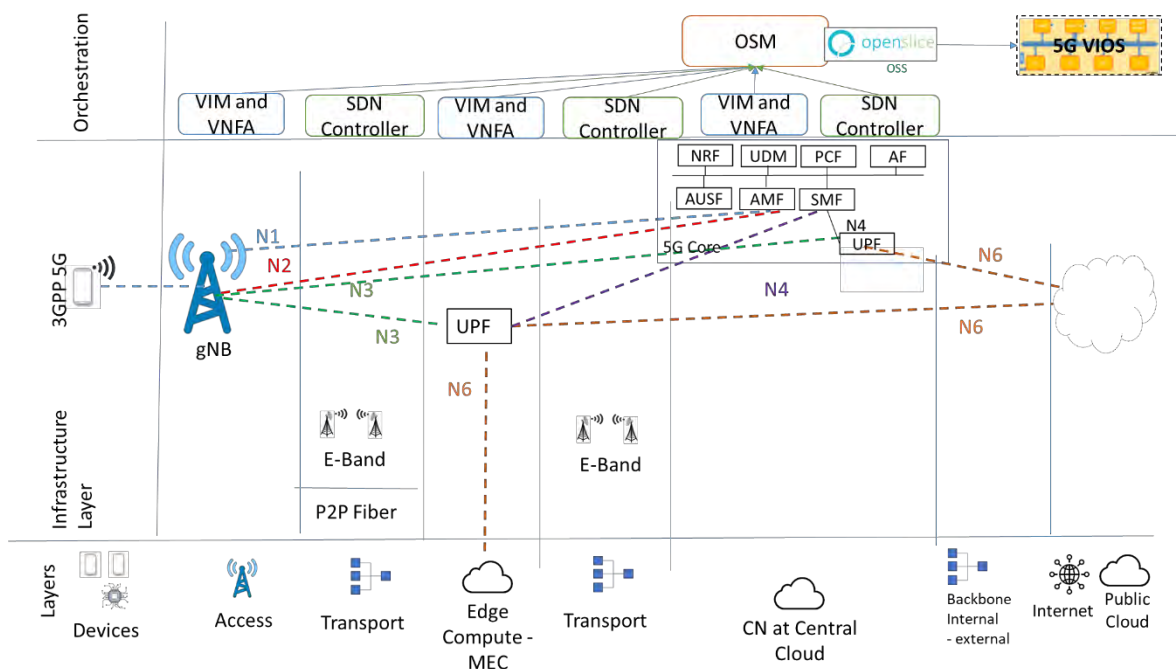 Orchestration
OSM
openslice
OSS
5G VIOS
VIM and
VNFA
SDN
Controller
VIM and
VNFA
SDN
Controller
VIM and
VNFA
SDN
Controller
NRF
UDM
PCF
AF
AUSF
AMF
SMF
N4
UPF
5G Core
3GPP 5G
gNB
N1
N2
N3
N3
UPF
N4
N6
N6
N6
Infrastructure
Layer
E-Band
P2P Fiber
E-Band
Layers
Devices
Access
Transport
Edge
Compute -
MEC
Transport
CN at Central
Cloud
Backbone
Internal
- external
Internet
Public
Cloud